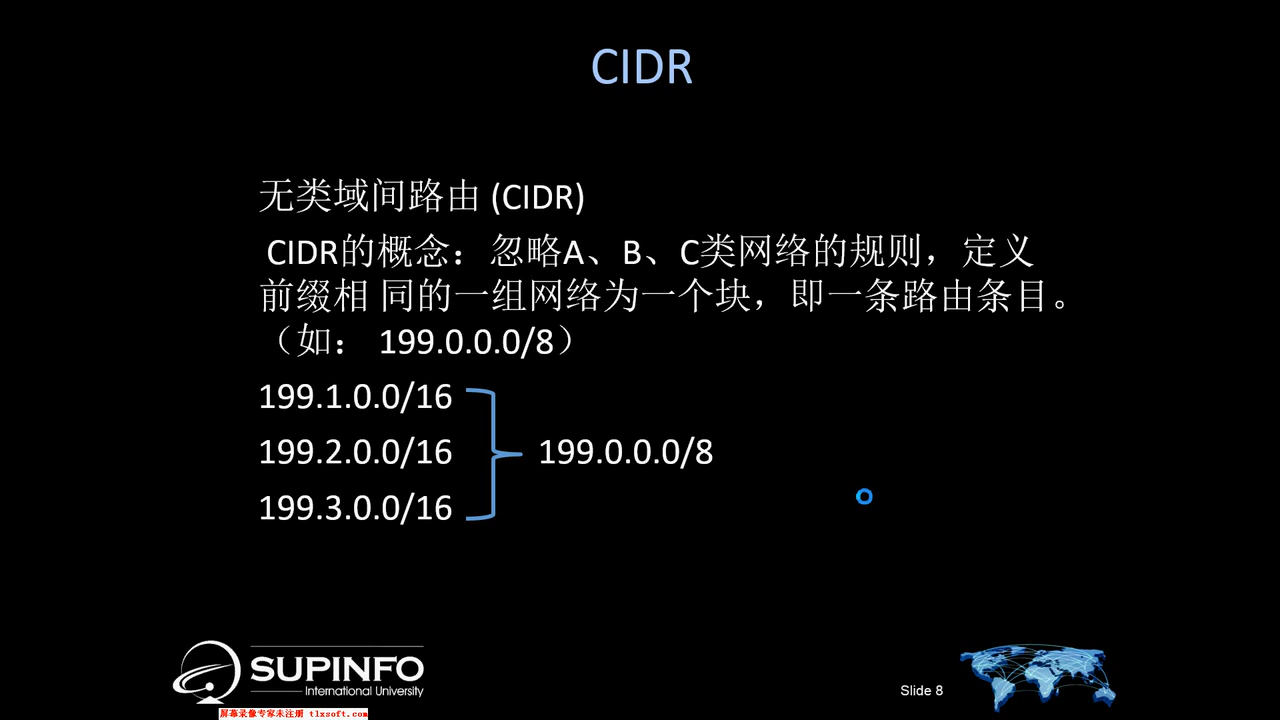 CIDR
无类域间路由 (CIDR)
CIDR的概念：忽略A、B、C类网络的规则，定义
前缀相 同的一组网络为一个块，即一条路由条目。
（如： 199.0.0.0/8）
199.1.0.0/16
199.2.0.0/16
199.0.0.0/8
199.3.0.0/16
SUPINFO
International University
Slide 8
屏幕录像专家未注册 tlxsoft.com